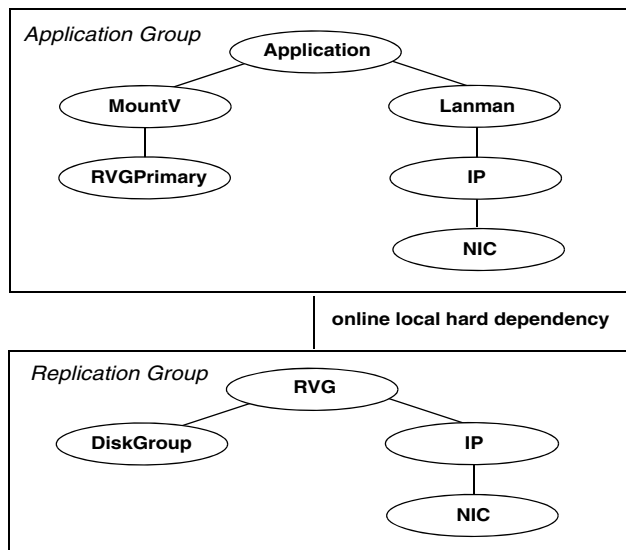 Application Group
Application
MountV
Lanman
RVGPrimary
IP
NIC
online local hard dependency
Replication Group
RVG
DiskGroup
IP
NIC